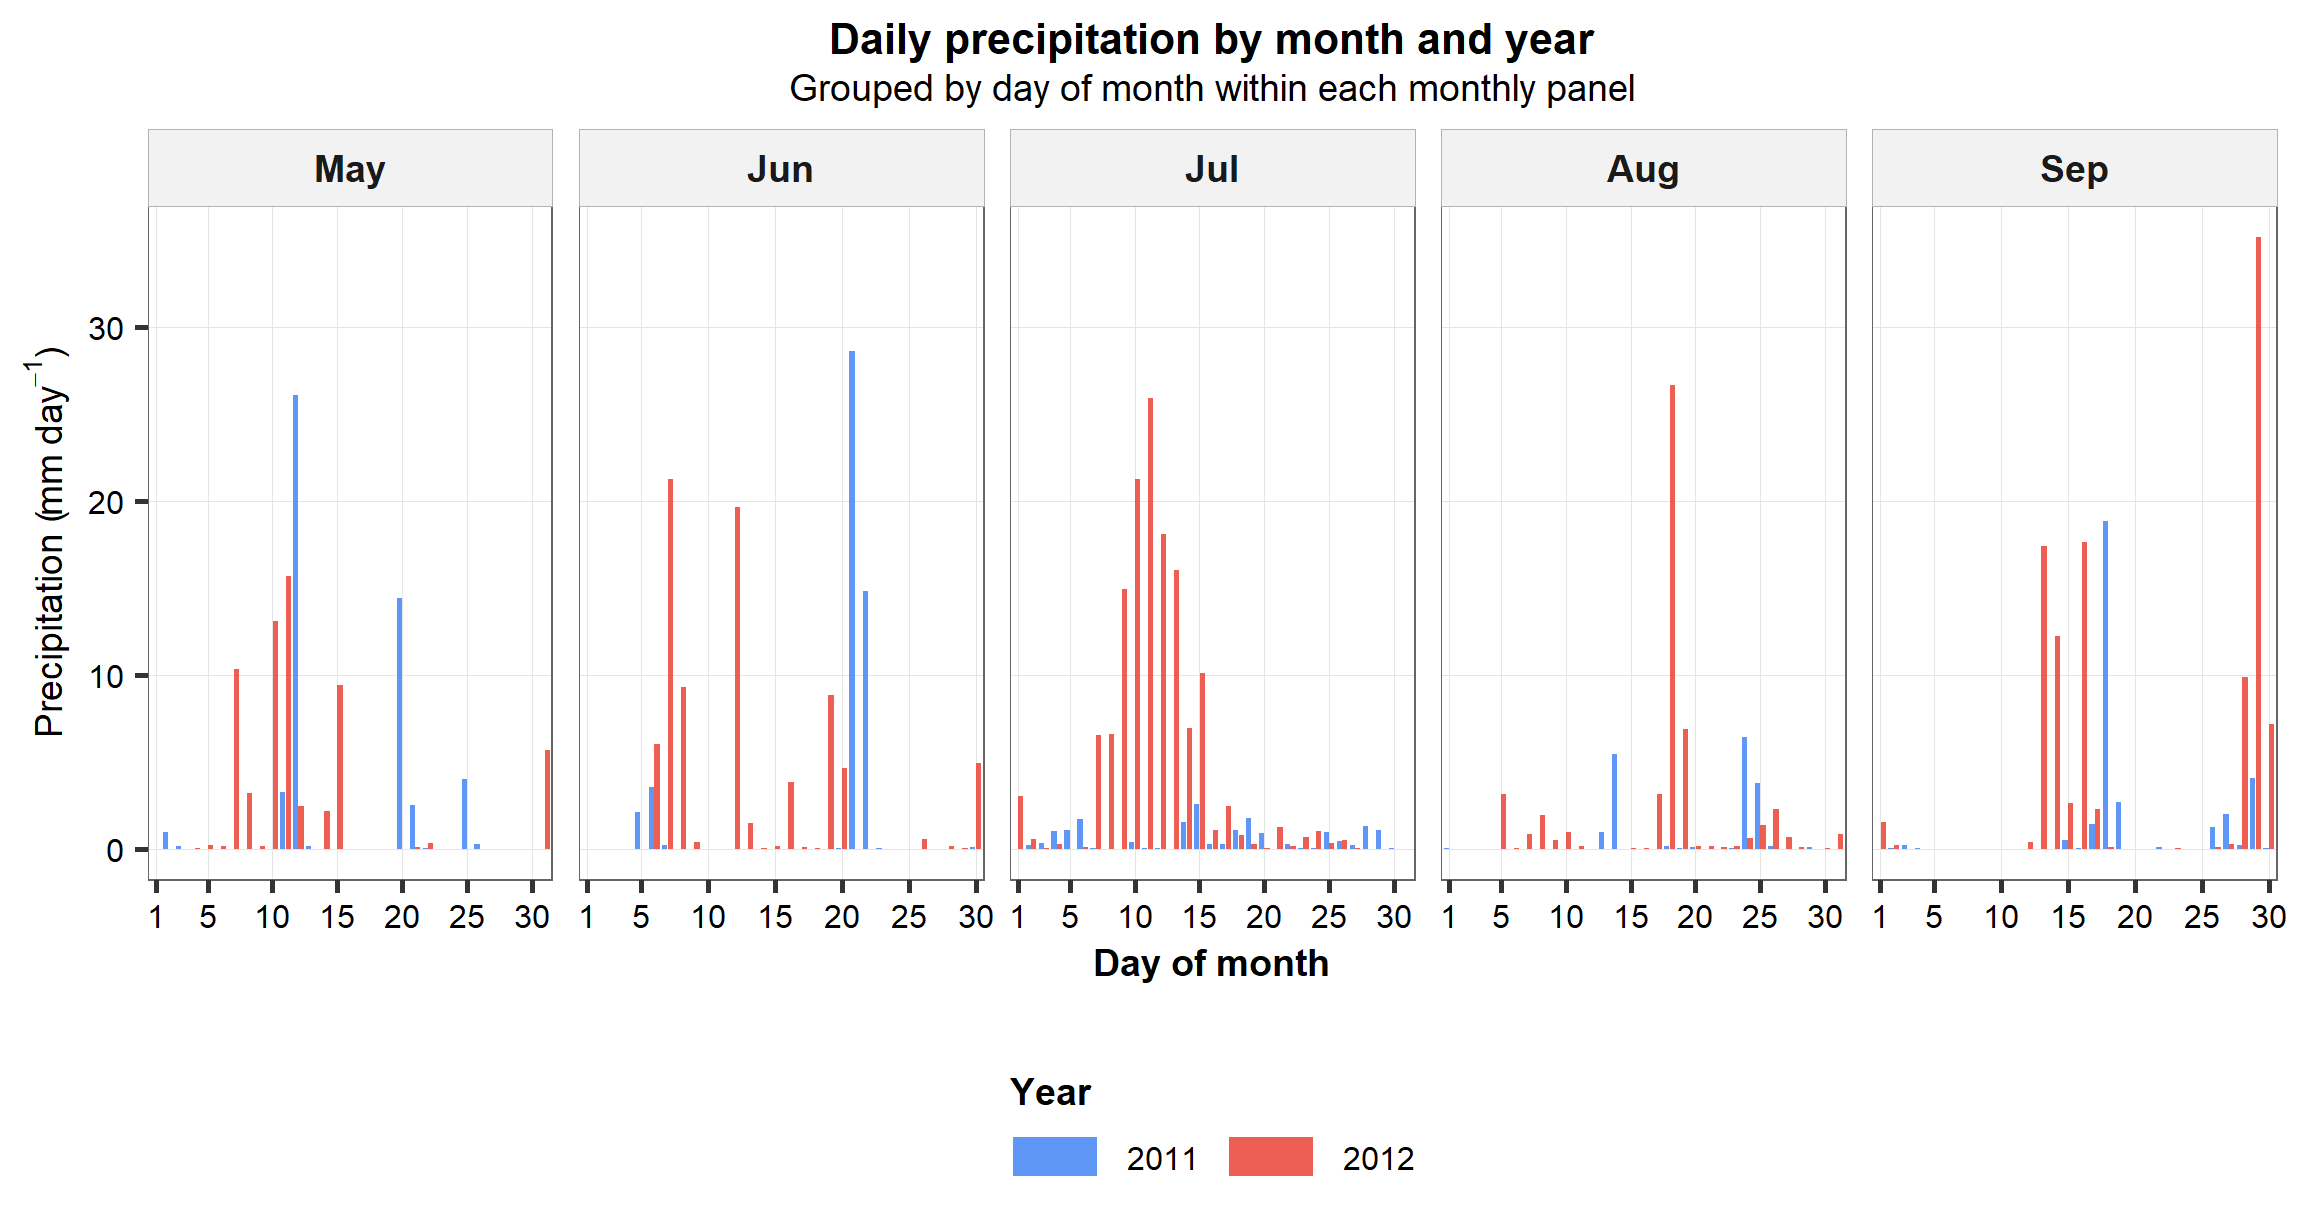 Daily precipitation by month and year
Grouped by day of month within each monthly panel
May Jun Jul Aug Sep
Precipitation (mm day⁻¹)
30
20
10
0
1 5 10 15 20 25 30 1 5 10 15 20 25 30 1 5 10 15 20 25 30 1 5 10 15 20 25 30 1 5 10 15 20 25 30
Day of month
Year
2011 2012